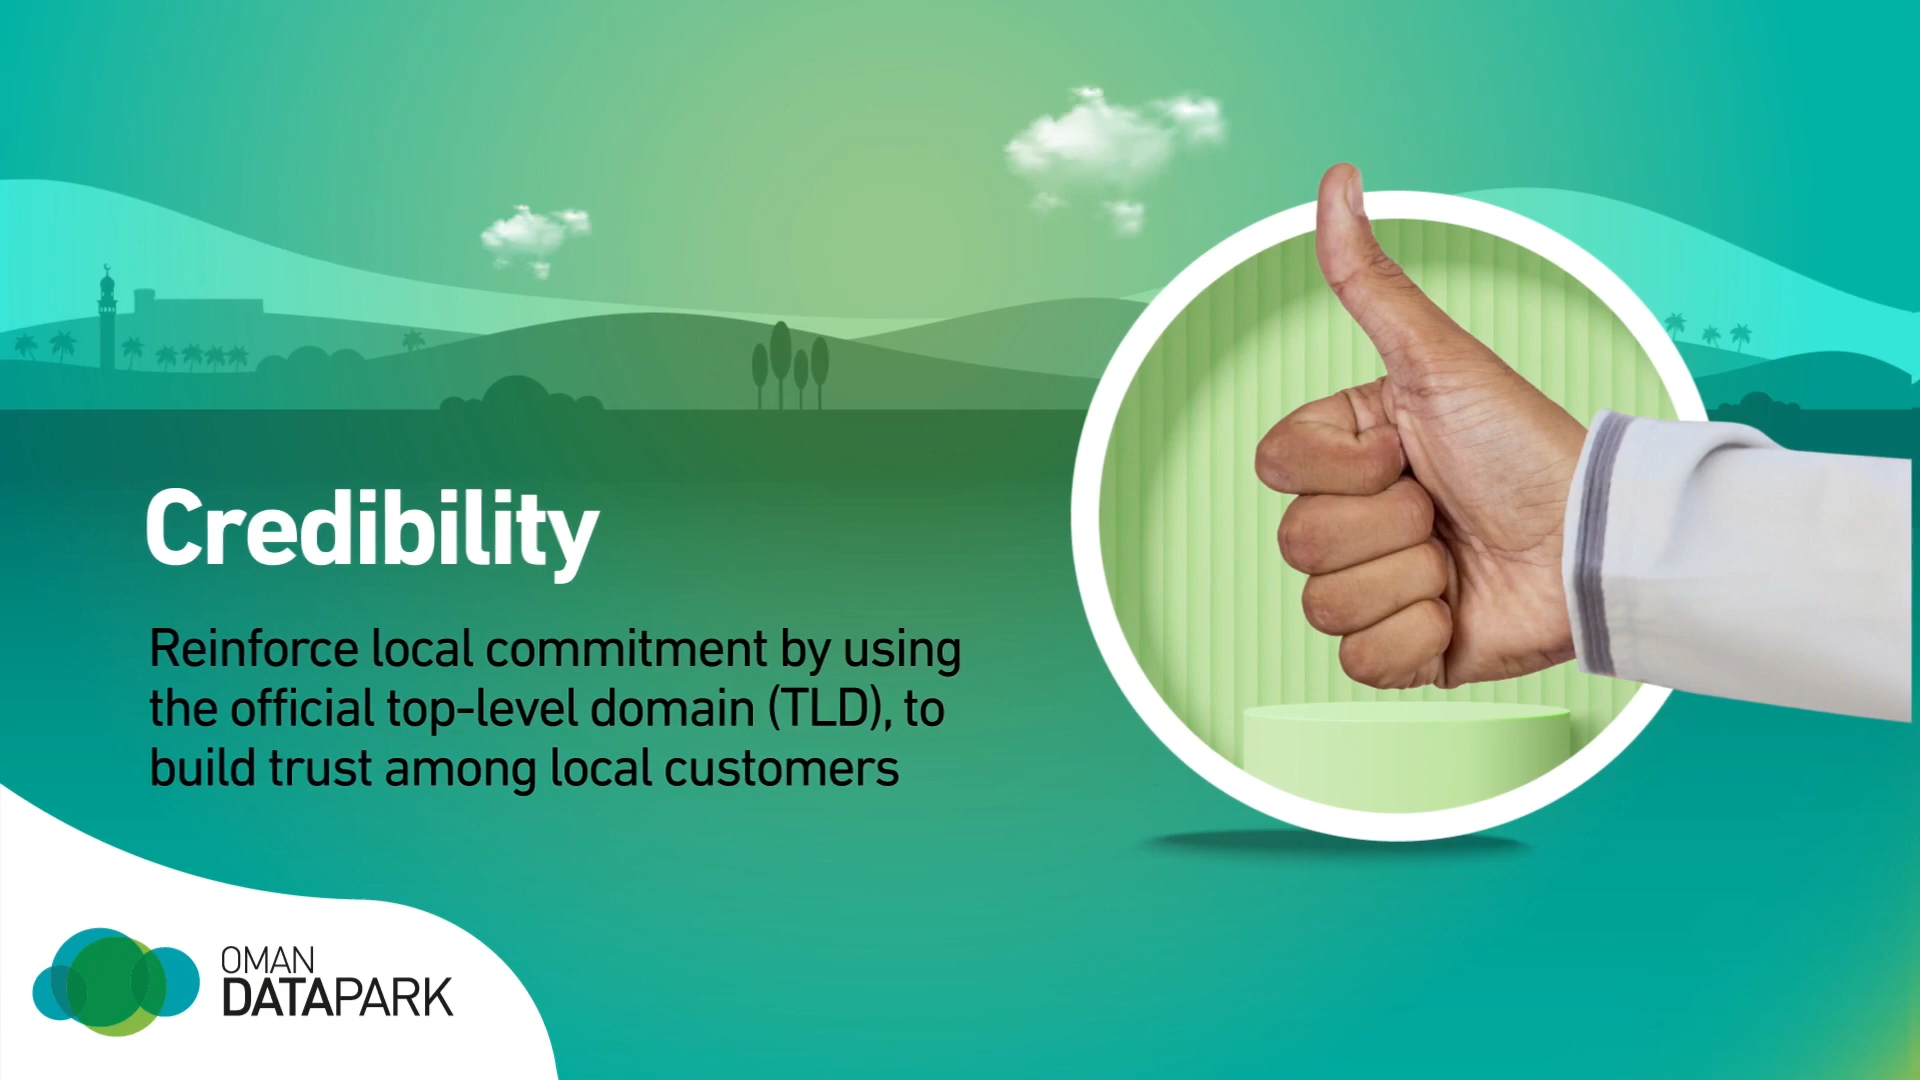 Credibility
Reinforce local commitment by using
the official top-level domain (TLD), to
build trust among local customers
OMAN
DATAPARK